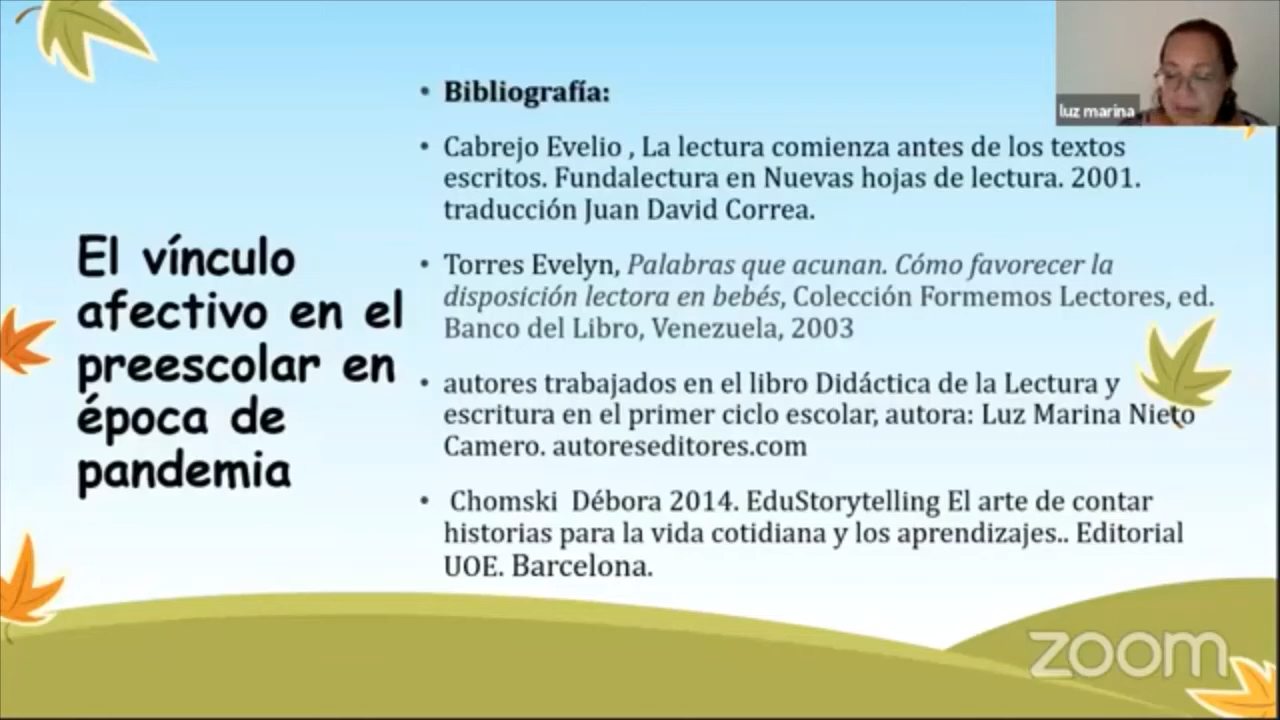 El vínculo
afectivo en el
preescolar en
época de
pandemia
• Bibliografía:
• Cabrejo Evelio , La lectura comienza antes de los textos
escritos. Fundalectura en Nuevas hojas de lectura. 2001.
traducción Juan David Correa.
• Torres Evelyn, Palabras que acunan. Cómo favorecer la
disposición lectora en bebés, Colección Formemos Lectores, ed.
Banco del Libro, Venezuela, 2003
• autores trabajados en el libro Didáctica de la Lectura y
escritura en el primer ciclo escolar, autora: Luz Marina Nieto
Camero. autoreseditores.com
• Chomski Débora 2014. EduStorytelling El arte de contar
historias para la vida cotidiana y los aprendizajes.. Editorial
UOE. Barcelona.
luz marina
zoom